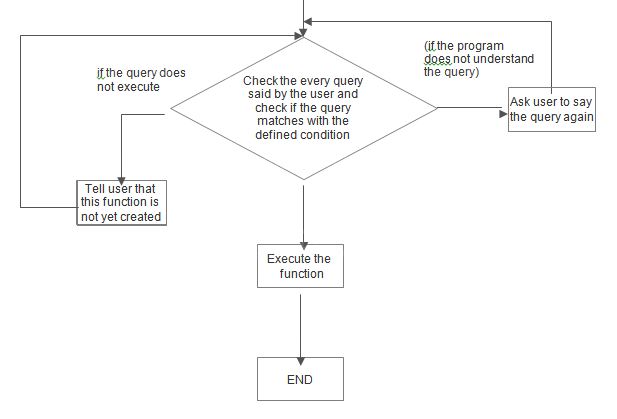 (if the program
does not understand
the query)
if the query does
not execute
Check the every query
said by the user and
check if the query
matches with the
defined condition
Ask user to say
the query again
Tell user that
this function is
not yet created
Execute the
function
END